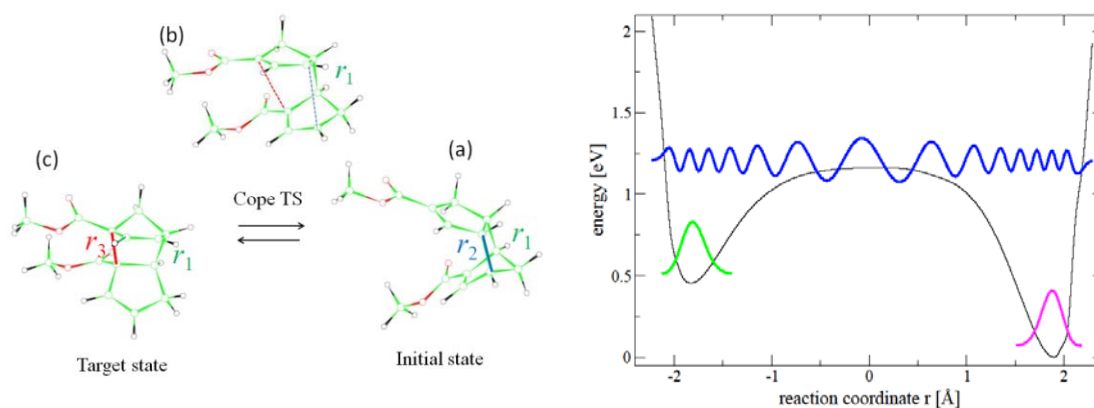 (b)
r1
(c)
(a)
Cope TS
r3
r1
r2
r1
Target state
Initial state
2
1.5
1
0.5
0
energy [eV]
-2
-1
0
1
2
reaction coordinate r [Å]